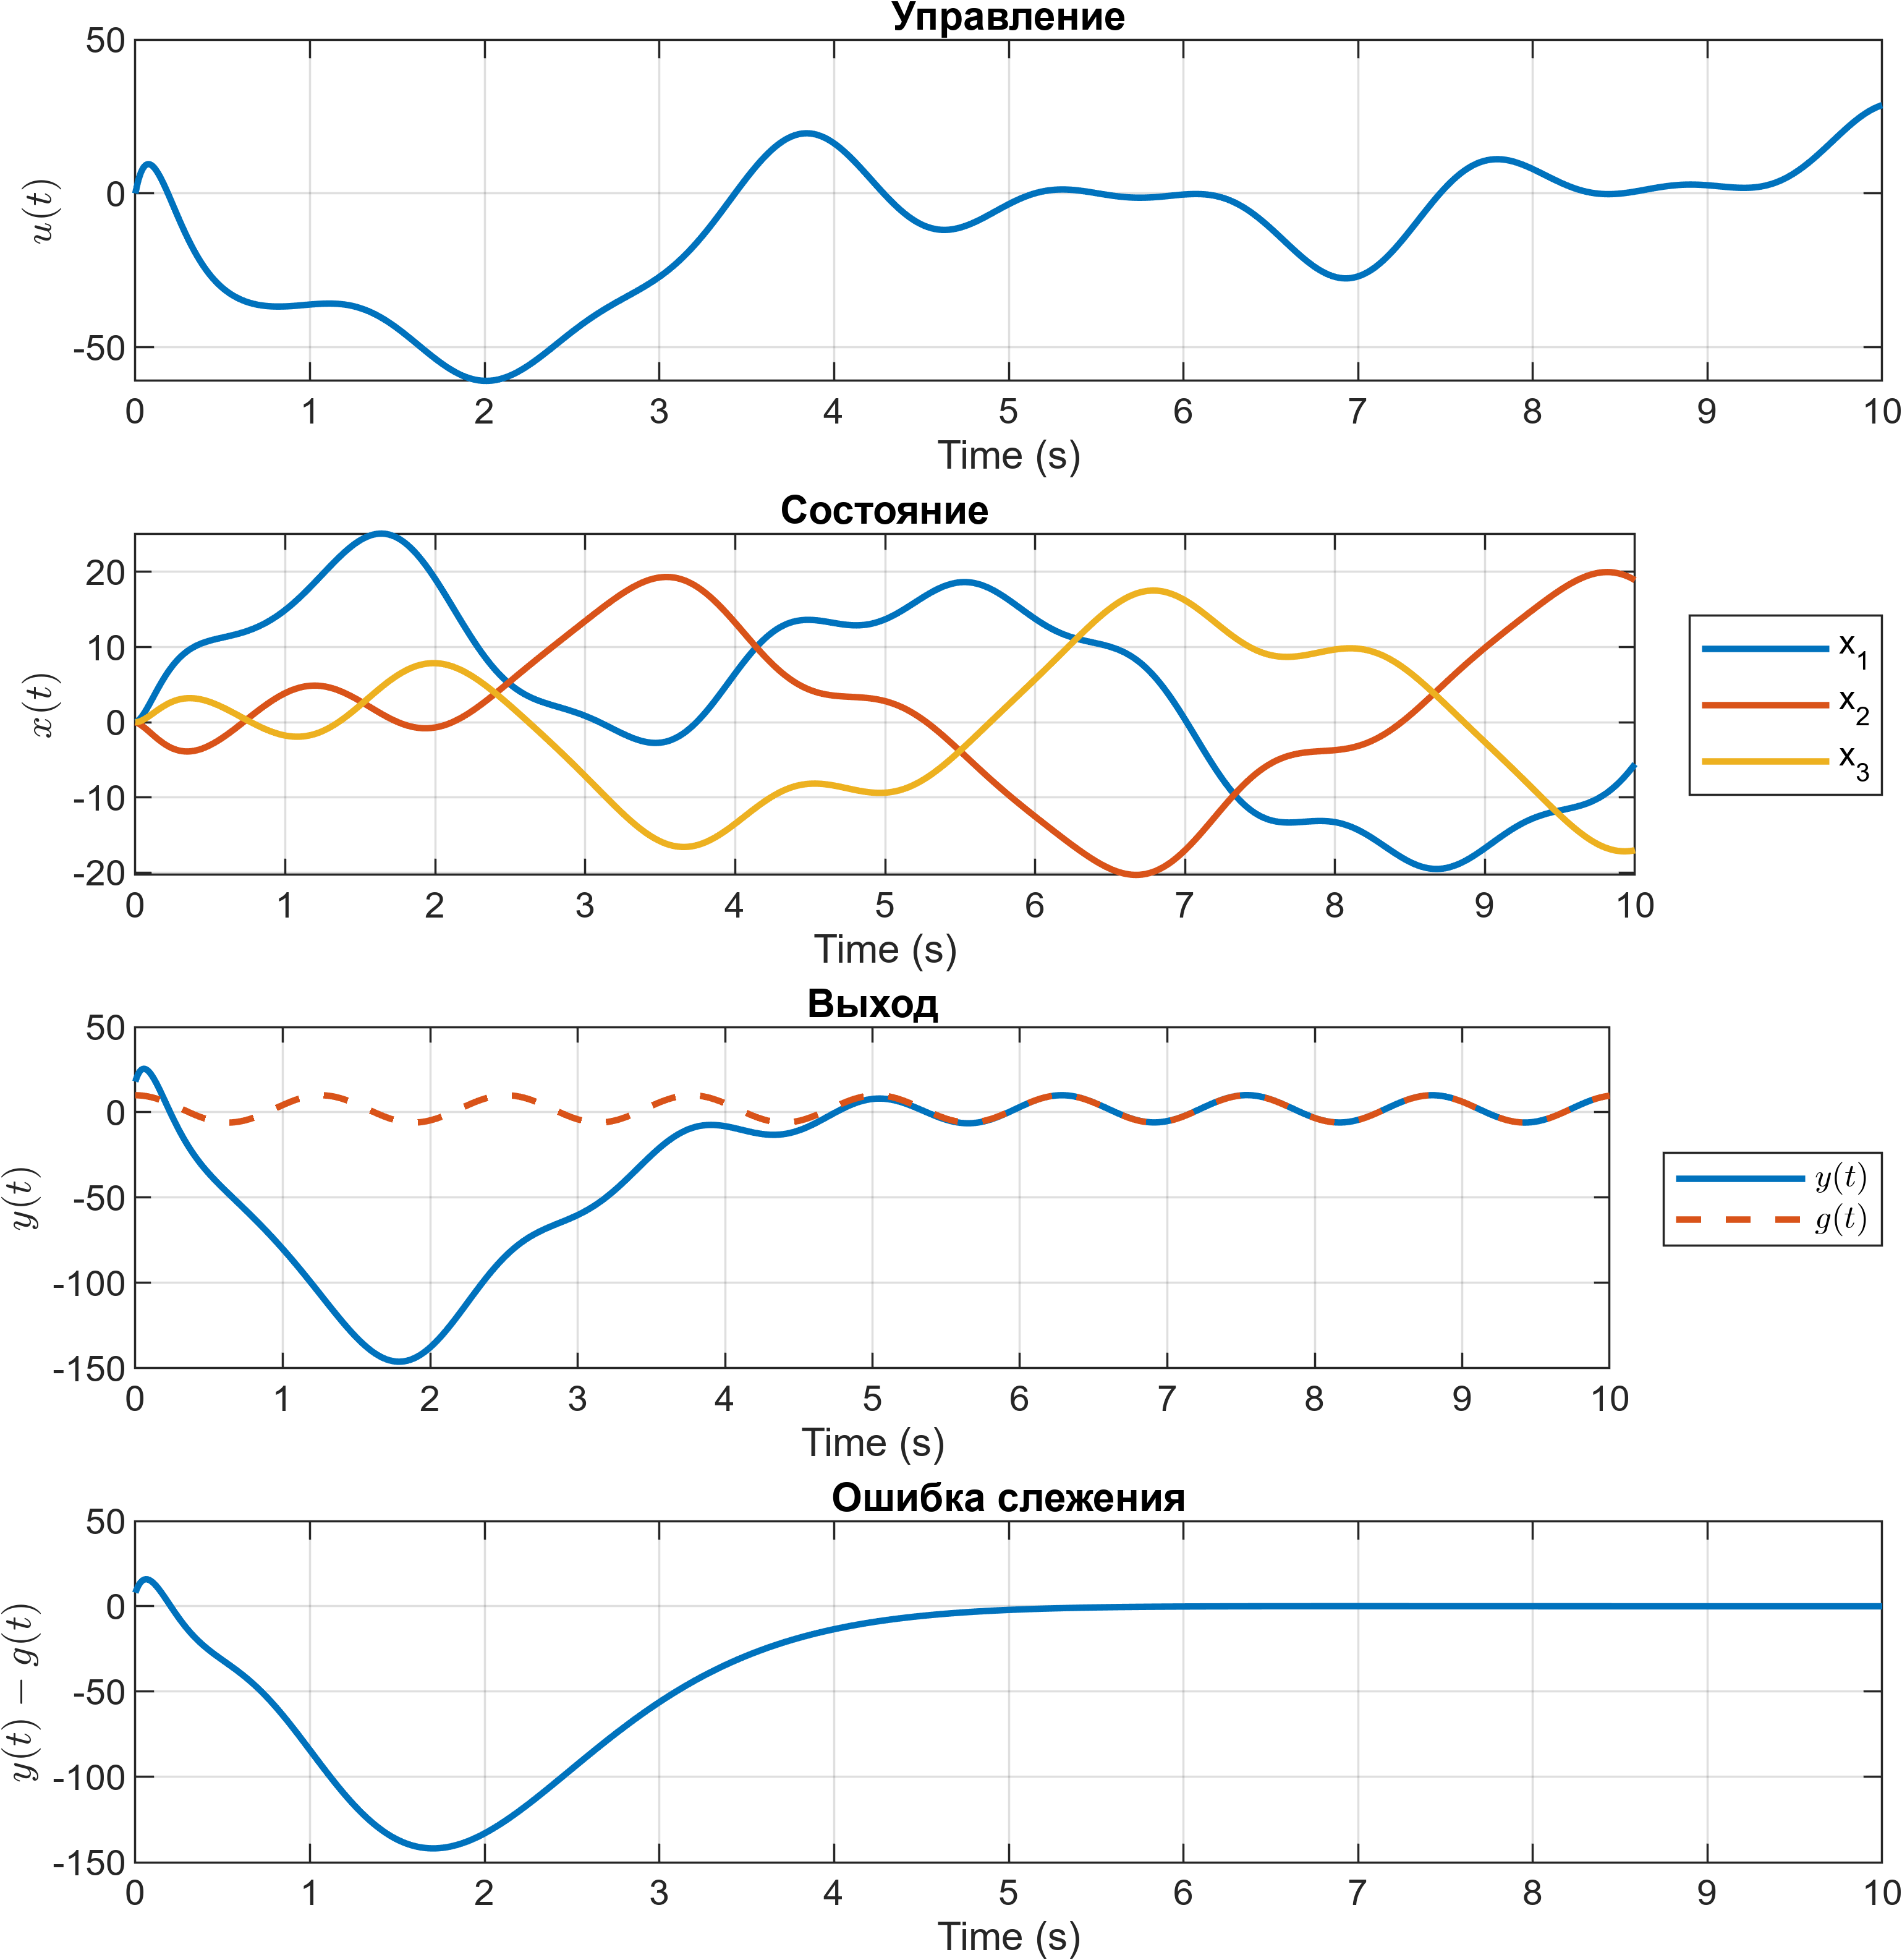 Управление
50
0
-50
u(t)
0 1 2 3 4 5 6 7 8 9 10
Time (s)
Состояние
20
10
0
-10
-20
x(t)
0 1 2 3 4 5 6 7 8 9 10
Time (s)
x1
x2
x3
Выход
50
0
-50
-100
-150
y(t)
0 1 2 3 4 5 6 7 8 9 10
Time (s)
y(t)
g(t)
Ошибка слежения
50
0
-50
-100
-150
y(t) − g(t)
0 1 2 3 4 5 6 7 8 9 10
Time (s)